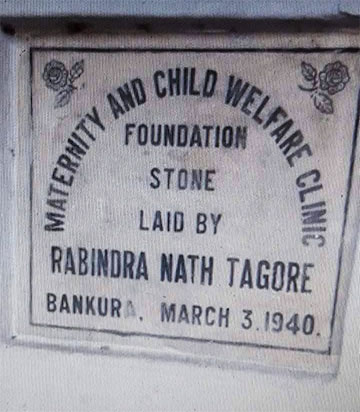 MATERNITY AND CHILD WELFARE CLINIC
FOUNDATION
STONE
LAID BY
RABINDRA NATH TAGORE
BANKURA. MARCH 3.1940.